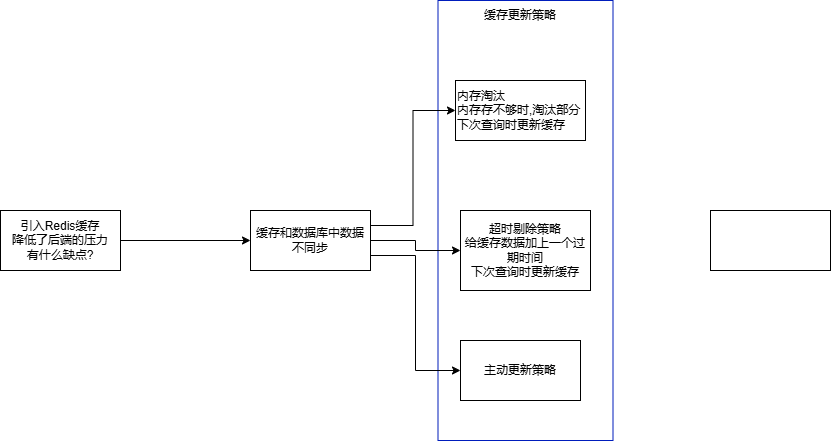 缓存更新策略
内存淘汰
内存存不够时,淘汰部分
下次查询时更新缓存
引入Redis缓存
降低了后端的压力
有什么缺点?
缓存和数据库中数据
不同步
超时剔除策略
给缓存数据加上一个过
期时间
下次查询时更新缓存
主动更新策略